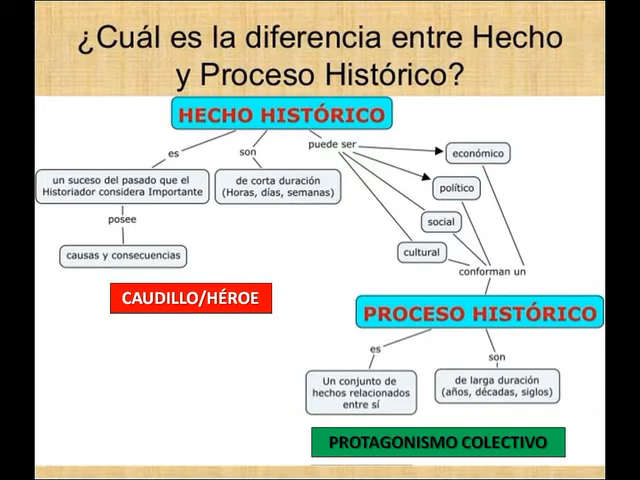 ¿Cuál es la diferencia entre Hecho
y Proceso Histórico?
HECHO HISTÓRICO
es
son
puede ser
un suceso del pasado que el
Historiador considera Importante
de corta duración
(Horas, días, semanas)
económico
político
social
cultural
posee
causas y consecuencias
conforman un
CAUDILLO/HÉROE
PROCESO HISTÓRICO
es
son
Un conjunto de
hechos relacionados
entre sí
de larga duración
(años, décadas, siglos)
PROTAGONISMO COLECTIVO